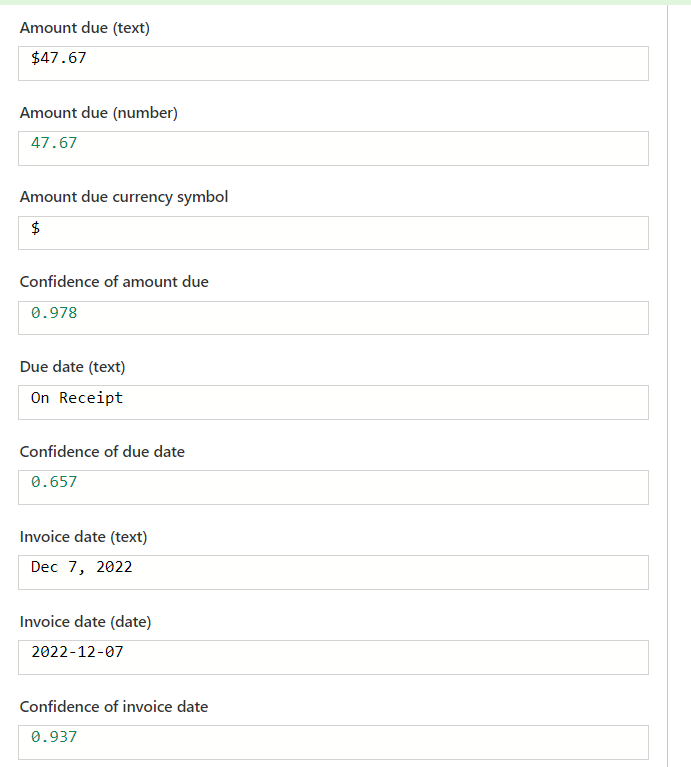 Amount due (text)
$47.67
Amount due (number)
47.67
Amount due currency symbol
$
Confidence of amount due
0.978
Due date (text)
On Receipt
Confidence of due date
0.657
Invoice date (text)
Dec 7, 2022
Invoice date (date)
2022-12-07
Confidence of invoice date
0.937